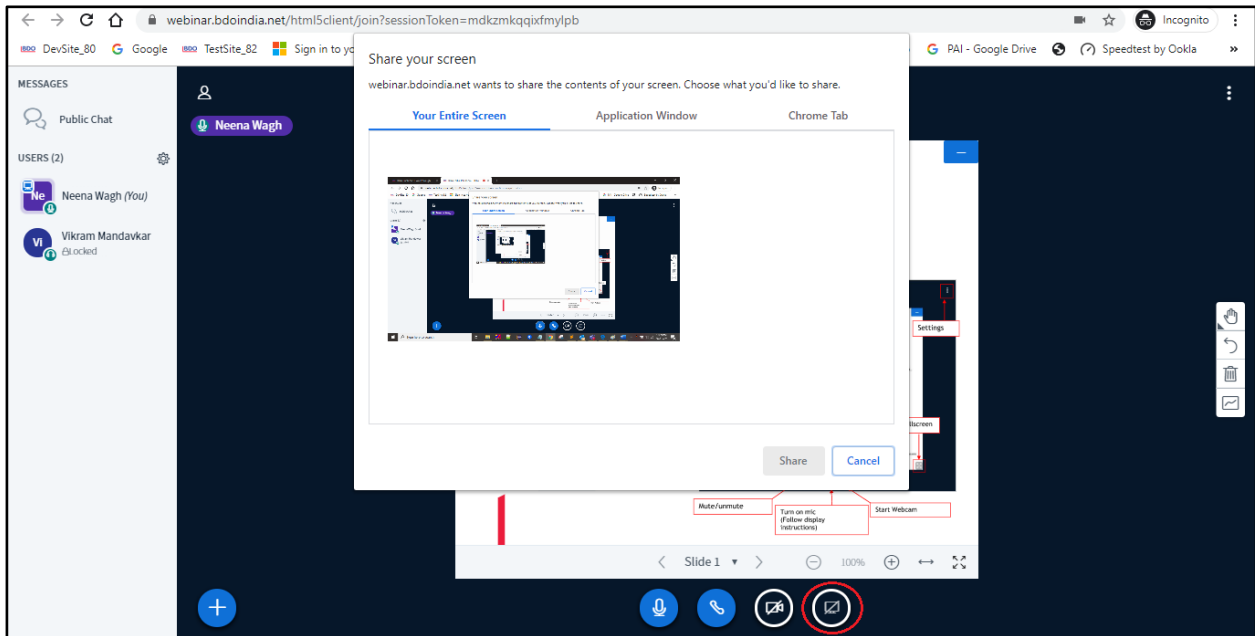 webinar.bdoindia.net/html5client/join?sessionToken=mdkzmkqqixfmylpb
Incognito
BDO DevSite_80
Google
BDO TestSite_82
Sign in to yo
PAI - Google Drive
Speedtest by Ookla
»
Share your screen
webinar.bdoindia.net wants to share the contents of your screen. Choose what you'd like to share.
Your Entire Screen
Application Window
Chrome Tab
Share
Cancel
MESSAGES
Public Chat
USERS (2)
Ne
Neena Wagh (You)
Vi
Vikram Mandavkar
Locked
Neena Wagh
Settings
llscreen
Mute/unmute
Turn on mic
(Follow display
instructions)
Start Webcam
Slide 1
100%